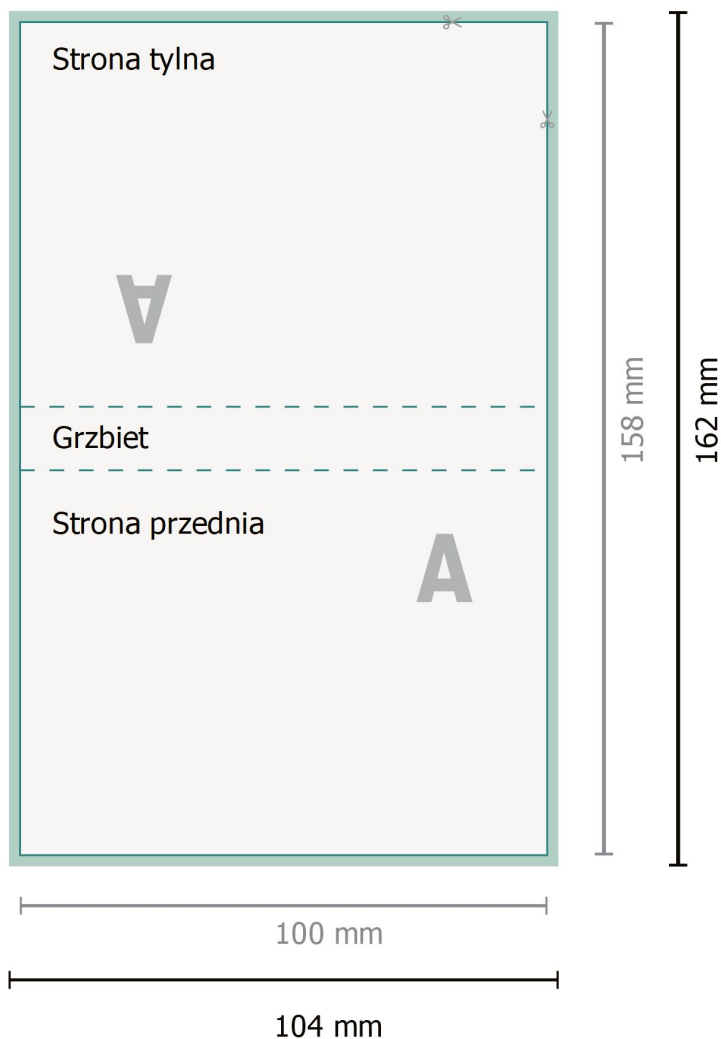 Strona tylna
A
Grzbiet
Strona przednia
A
158 mm
162 mm
100 mm
104 mm